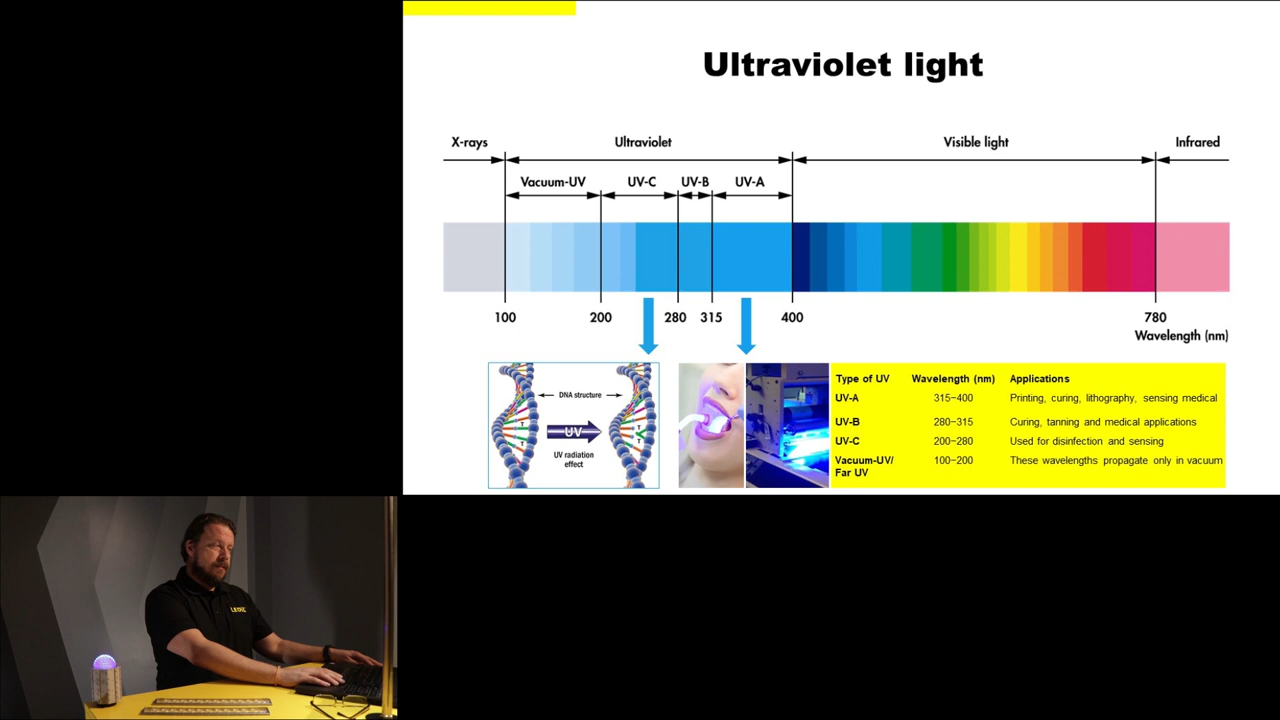 Ultraviolet light
X-rays Ultraviolet Visible light Infrared
Vacuum-UV UV-C UV-B UV-A
100 200 280 315 400 780
Wavelength (nm)
DNA structure
T
T
UV
UV radiation
effect
Type of UV Wavelength (nm) Applications
UV-A 315–400 Printing, curing, lithography, sensing medical
UV-B 280–315 Curing, tanning and medical applications
UV-C 200–280 Used for disinfection and sensing
Vacuum-UV/ 100–200 These wavelengths propagate only in vacuum
Far UV
LEDiL